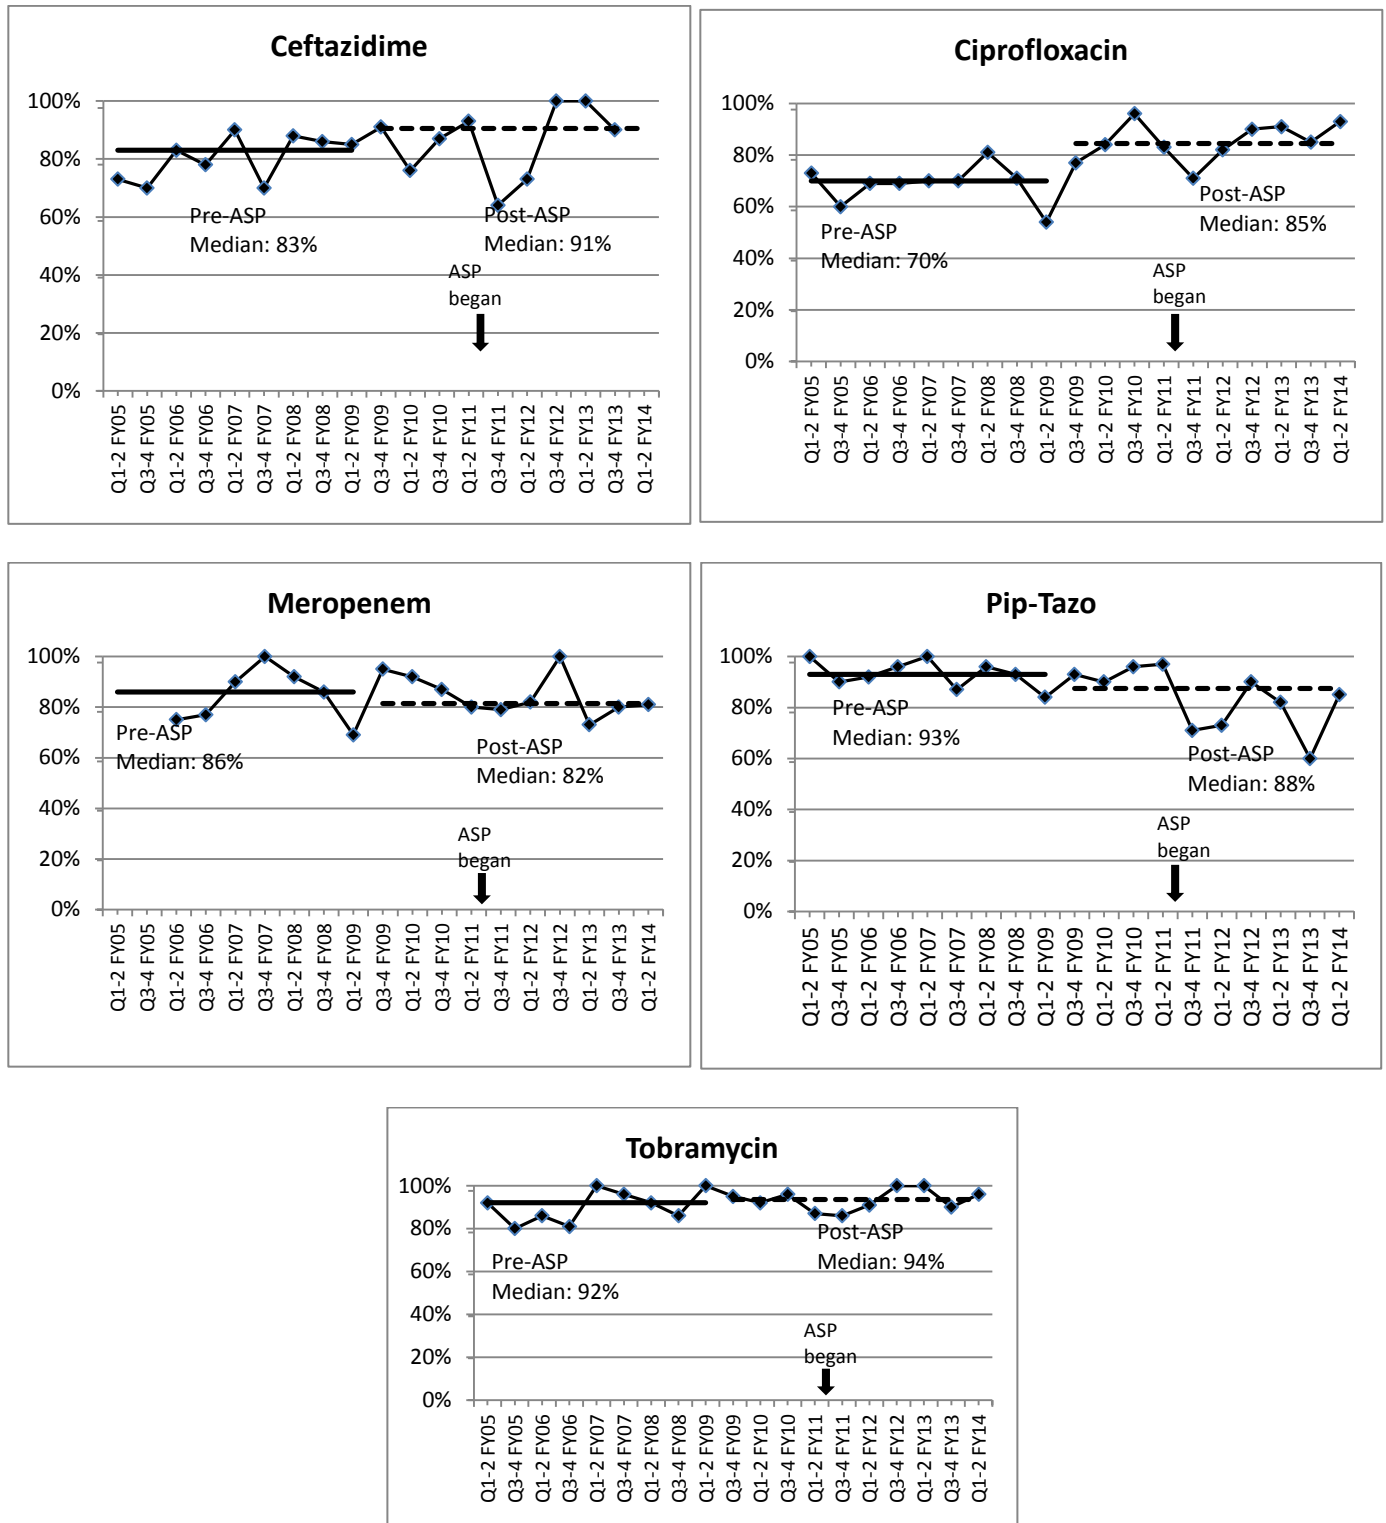 Ceftazidime
100%
80%
60%
40%
20%
0%
Pre-ASP
Median: 83%
Post-ASP
Median: 91%
ASP
began
Q1-2 FY05
Q3-4 FY05
Q1-2 FY06
Q3-4 FY06
Q1-2 FY07
Q3-4 FY07
Q1-2 FY08
Q3-4 FY08
Q1-2 FY09
Q3-4 FY09
Q1-2 FY10
Q3-4 FY10
Q1-2 FY11
Q3-4 FY11
Q1-2 FY12
Q3-4 FY12
Q1-2 FY13
Q3-4 FY13
Q1-2 FY14
Ciprofloxacin
100%
80%
60%
40%
20%
0%
Pre-ASP
Median: 70%
Post-ASP
Median: 85%
ASP
began
Q1-2 FY05
Q3-4 FY05
Q1-2 FY06
Q3-4 FY06
Q1-2 FY07
Q3-4 FY07
Q1-2 FY08
Q3-4 FY08
Q1-2 FY09
Q3-4 FY09
Q1-2 FY10
Q3-4 FY10
Q1-2 FY11
Q3-4 FY11
Q1-2 FY12
Q3-4 FY12
Q1-2 FY13
Q3-4 FY13
Q1-2 FY14
Meropenem
100%
80%
60%
40%
20%
0%
Pre-ASP
Median: 86%
Post-ASP
Median: 82%
ASP
began
Q1-2 FY05
Q3-4 FY05
Q1-2 FY06
Q3-4 FY06
Q1-2 FY07
Q3-4 FY07
Q1-2 FY08
Q3-4 FY08
Q1-2 FY09
Q3-4 FY09
Q1-2 FY10
Q3-4 FY10
Q1-2 FY11
Q3-4 FY11
Q1-2 FY12
Q3-4 FY12
Q1-2 FY13
Q3-4 FY13
Q1-2 FY14
Pip-Tazo
100%
80%
60%
40%
20%
0%
Pre-ASP
Median: 93%
Post-ASP
Median: 88%
ASP
began
Q1-2 FY05
Q3-4 FY05
Q1-2 FY06
Q3-4 FY06
Q1-2 FY07
Q3-4 FY07
Q1-2 FY08
Q3-4 FY08
Q1-2 FY09
Q3-4 FY09
Q1-2 FY10
Q3-4 FY10
Q1-2 FY11
Q3-4 FY11
Q1-2 FY12
Q3-4 FY12
Q1-2 FY13
Q3-4 FY13
Q1-2 FY14
Tobramycin
100%
80%
60%
40%
20%
0%
Pre-ASP
Median: 92%
Post-ASP
Median: 94%
ASP
began
Q1-2 FY05
Q3-4 FY05
Q1-2 FY06
Q3-4 FY06
Q1-2 FY07
Q3-4 FY07
Q1-2 FY08
Q3-4 FY08
Q1-2 FY09
Q3-4 FY09
Q1-2 FY10
Q3-4 FY10
Q1-2 FY11
Q3-4 FY11
Q1-2 FY12
Q3-4 FY12
Q1-2 FY13
Q3-4 FY13
Q1-2 FY14